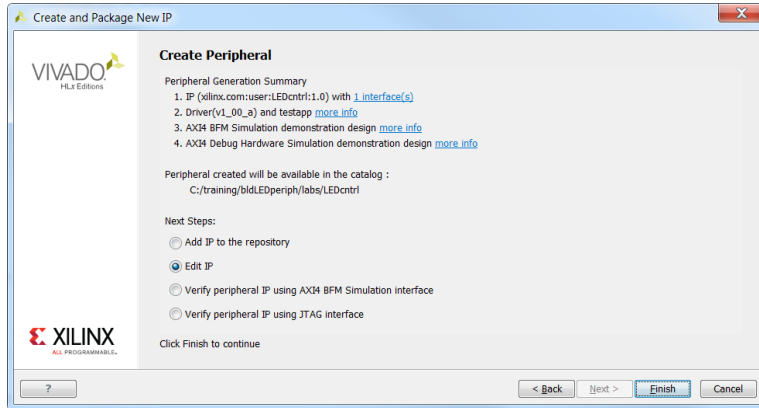 Create and Package New IP
VIVADO.
HLx Editions
Create Peripheral
Peripheral Generation Summary
1. IP (xilinx.com:user:LEDcntrl:1.0) with 1 interface(s)
2. Driver(v1_00_a) and testapp more info
3. AXI4 BFM Simulation demonstration design more info
4. AXI4 Debug Hardware Simulation demonstration design more info
Peripheral created will be available in the catalog :
C:/training/bldLEDperiph/labs/LEDcntrl
Next Steps:
Add IP to the repository
Edit IP
Verify peripheral IP using AXI4 BFM Simulation interface
Verify peripheral IP using JTAG interface
XILINX
ALL PROGRAMMABLE.
Click Finish to continue
? < Back Next > Finish Cancel